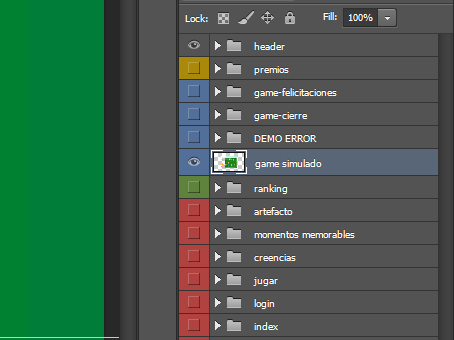 Lock: Fill: 100%
header
premios
game-felicitaciones
game-cierre
DEMO ERROR
game simulado
ranking
artefacto
momentos memorables
creencias
jugar
login
index